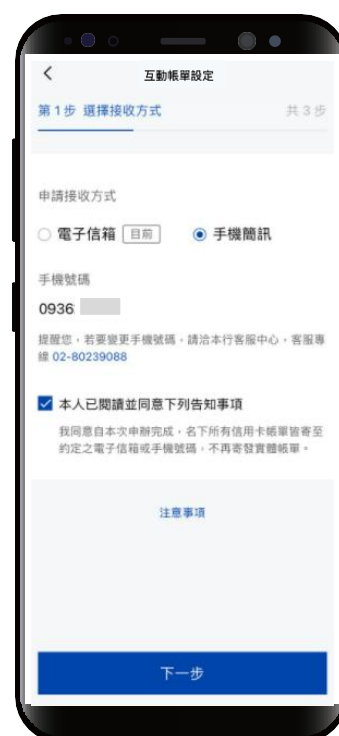 互動帳單設定
第1步 選擇接收方式 共3步
申請接收方式
電子信箱 目前 手機簡訊
手機號碼
0936
提醒您，若要變更手機號碼，請洽本行客服中心，客服專
線 02-80239088
本人已閱讀並同意下列告知事項
我同意自本次申辦完成，名下所有信用卡帳單皆寄至
約定之電子信箱或手機號碼，不再寄發實體帳單。
注意事項
下一步